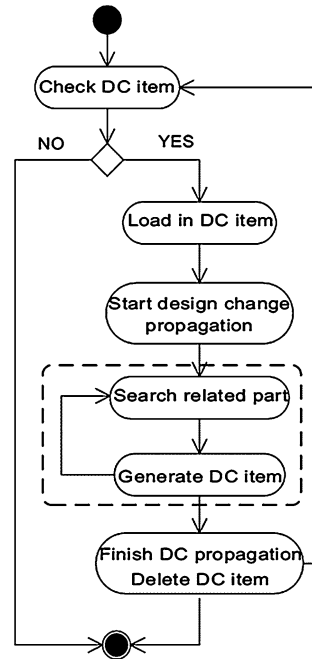 Check DC item
NO
YES
Load in DC item
Start design change
propagation
Search related part
Generate DC item
Finish DC propagation
Delete DC item